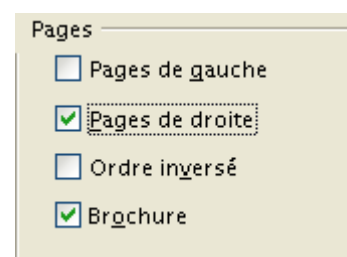 Pages
Pages de gauche
Pages de droite
Ordre inversé
Brochure